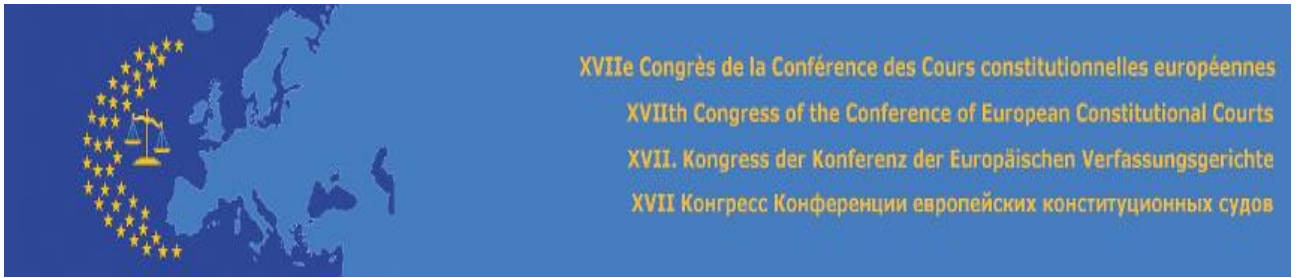 XVIIe Congrès de la Conférence des Cours constitutionnelles européennes
XVIIth Congress of the Conference of European Constitutional Courts
XVII. Kongress der Konferenz der Europäischen Verfassungsgerichte
XVII Конгресс Конференции европейских конституционных судов